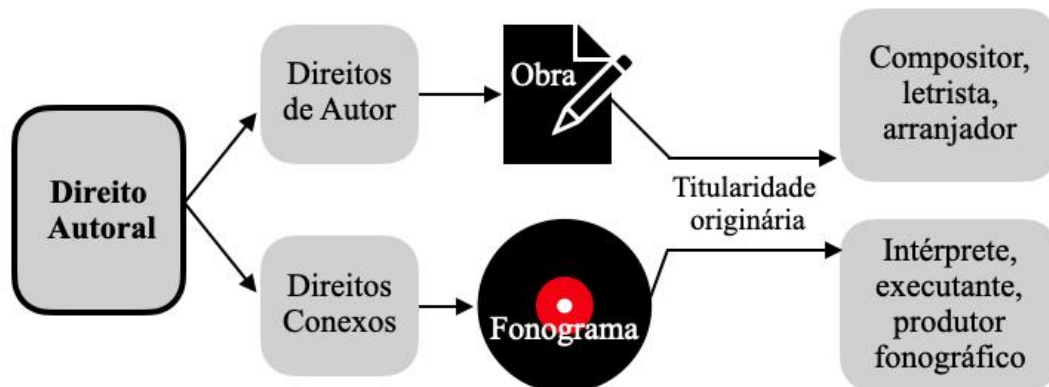 Direito
Autoral
Direitos
de Autor
Obra
Compositor,
letrista,
arranjador
Titularidade
originária
Direitos
Conexos
Fonograma
Intérprete,
executante,
produtor
fonográfico